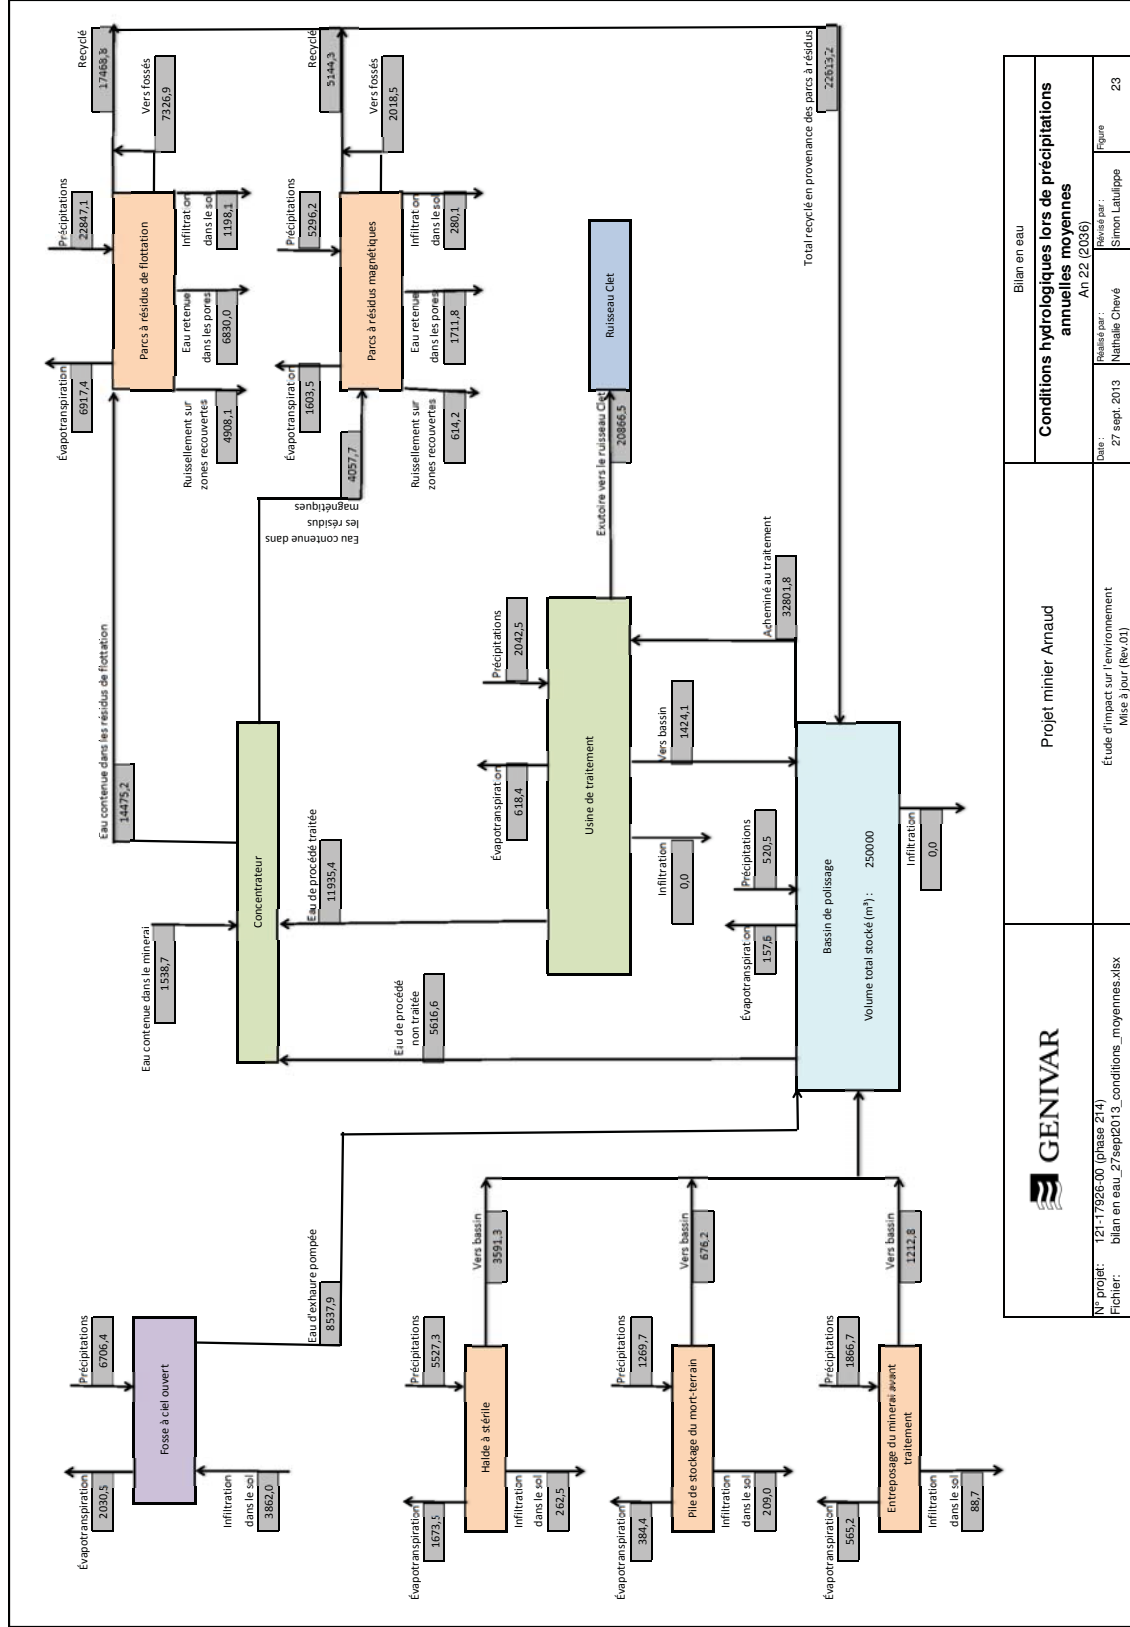 Évapotranspiration
2030,5
Précipitations
6706,4
Fosse à ciel ouvert
Infiltration
dans le sol
3862,0
Eau d'exhaure pompée
8537,9
Évapotranspiration
1673,5
Précipitations
5527,3
Halde à stérile
Infiltration
dans le sol
262,5
Vers bassin
3591,3
Évapotranspiration
384,4
Précipitations
1269,7
Pile de stockage du mort-terrain
Infiltration
dans le sol
209,0
Vers bassin
676,2
Évapotranspiration
565,2
Précipitations
1866,7
Entreposage du minerai avant
traitement
Infiltration
dans le sol
88,7
Vers bassin
1212,8
Eau contenue dans le minerai
1538,7
Concentrateur
Eau de procédé
non traitée
5616,6
Eau de procédé traitée
11935,4
Eau contenue dans les résidus de flottation
14475,2
Eau contenue dans
les résidus
magnétiques
4057,7
Évapotranspiration
618,4
Précipitations
2042,5
Usine de traitement
Infiltration
0,0
Vers bassin
1424,1
Acheminé au traitement
32801,8
Exutoire vers le ruisseau Clet
20866,5
Ruisseau Clet
Évapotranspiration
157,6
Précipitations
520,5
Bassin de polissage
Volume total stocké (m³) : 250000
Infiltration
0,0
Évapotranspiration
6917,4
Précipitations
22847,1
Parcs à résidus de flottation
Ruissellement sur
zones recouvertes
4908,1
Eau retenue
dans les pores
6830,0
Infiltration
dans le sol
1198,1
Vers fossés
7326,9
Recyclé
17468,8
Évapotranspiration
1603,5
Précipitations
5296,2
Parcs à résidus magnétiques
Ruissellement sur
zones recouvertes
614,2
Eau retenue
dans les pores
1711,8
Infiltration
dans le sol
280,1
Vers fossés
2018,5
Recyclé
5144,3
Total recyclé en provenance des parcs à résidus
22613,2
GENIVAR
N° projet: 121-17926-00 (phase 214)
Fichier: bilan en eau_27sept2013_conditions_moyennes.xlsx
Projet minier Arnaud
Étude d'impact sur l'environnement
Mise à jour (Rev.01)
Bilan en eau
Conditions hydrologiques lors de précipitations
annuelles moyennes
An 22 (2036)
Date :
27 sept. 2013
Réalisé par :
Nathalie Chevé
Révisé par :
Simon Latulippe
Figure
23